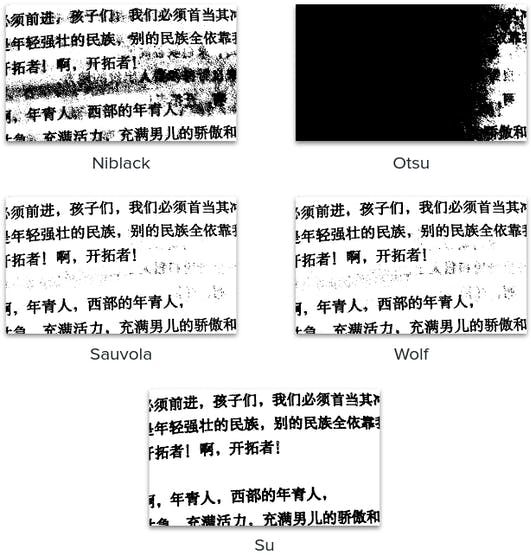 必须前进，孩子们，我们必须首当其
是年轻强壮的民族，别的民族全依靠
开拓者！啊，开拓者！
啊，年青人，西部的年青人
充满活力，充满男儿的骄傲和
Niblack
骄傲和
Otsu
必须前进，孩子们，我们必须首当其
是年轻强壮的民族，别的民族全依靠
开拓者！啊，开拓者！
啊，年青人，西部的年青人，
充满活力，充满男儿的骄傲和
Sauvola
必须前进，孩子们，我们必须首当其
是年轻强壮的民族，别的民族全依靠
开拓者！啊，开拓者！
啊，年青人，西部的年青人，
充满活力，充满男儿的骄傲和
Wolf
必须前进，孩子们，我们必须首当其
是年轻强壮的民族，别的民族全依靠
开拓者！啊，开拓者！
啊，年青人，西部的年青人，
充满活力，充满男儿的骄傲和
Su